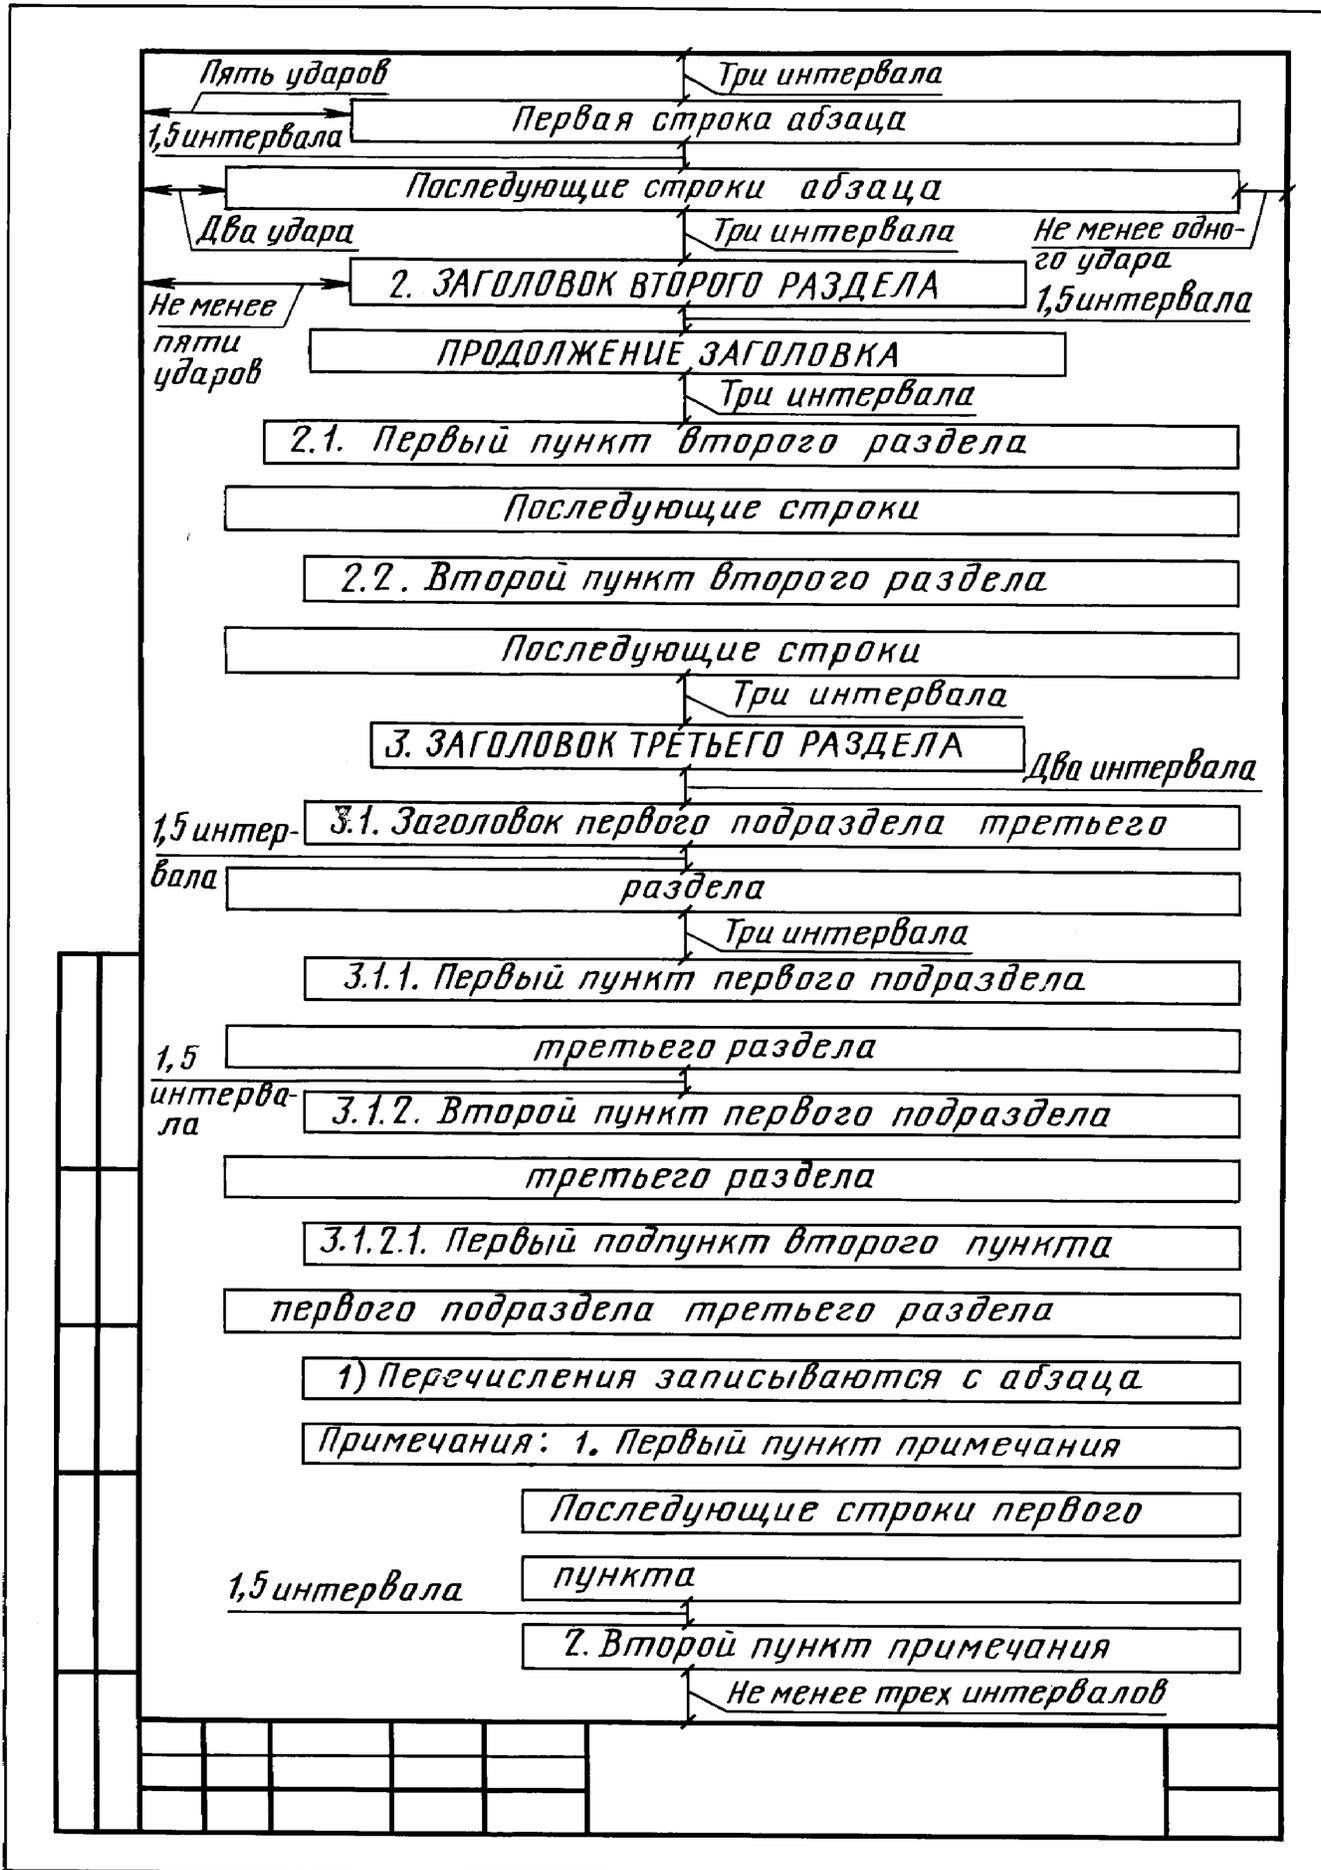 Пять ударов
Три интервала
Первая строка абзаца
1,5 интервала
Последующие строки абзаца
Два удара
Три интервала
Не менее одно-
го удара
2. ЗАГОЛОВОК ВТОРОГО РАЗДЕЛА
1,5 интервала
Не менее
пяти
ударов
ПРОДОЛЖЕНИЕ ЗАГОЛОВКА
Три интервала
2.1. Первый пункт второго раздела
Последующие строки
2.2. Второй пункт второго раздела
Последующие строки
Три интервала
3. ЗАГОЛОВОК ТРЕТЬЕГО РАЗДЕЛА
Два интервала
3.1. Заголовок первого подраздела третьего
1,5 интер-
вала
раздела
Три интервала
3.1.1. Первый пункт первого подраздела
третьего раздела
1,5
интерва-
ла
3.1.2. Второй пункт первого подраздела
третьего раздела
3.1.2.1. Первый подпункт второго пункта
первого подраздела третьего раздела
1) Перечисления записываются с абзаца
Примечания: 1. Первый пункт примечания
Последующие строки первого
пункта
1,5 интервала
2. Второй пункт примечания
Не менее трех интервалов